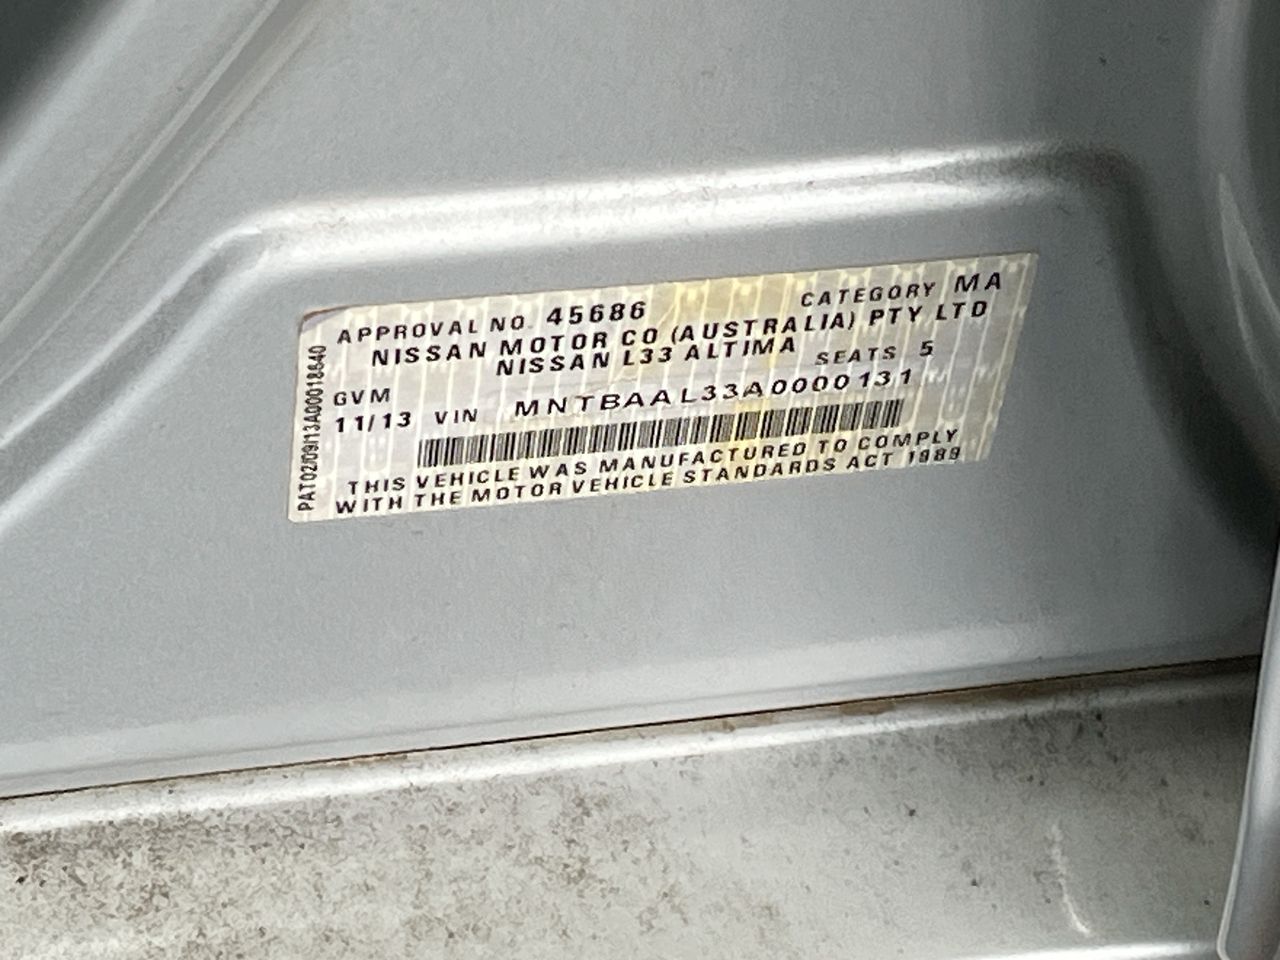 APPROVAL NO. 45686 CATEGORY MA
NISSAN MOTOR CO (AUSTRALIA) PTY LTD
NISSAN L33 ALTIMA SEATS 5
GVM
11/13 VIN MNTBAAL33A0000131
THIS VEHICLE WAS MANUFACTURED TO COMPLY
WITH THE MOTOR VEHICLE STANDARDS ACT 1989
PAT02/09/13A00018640